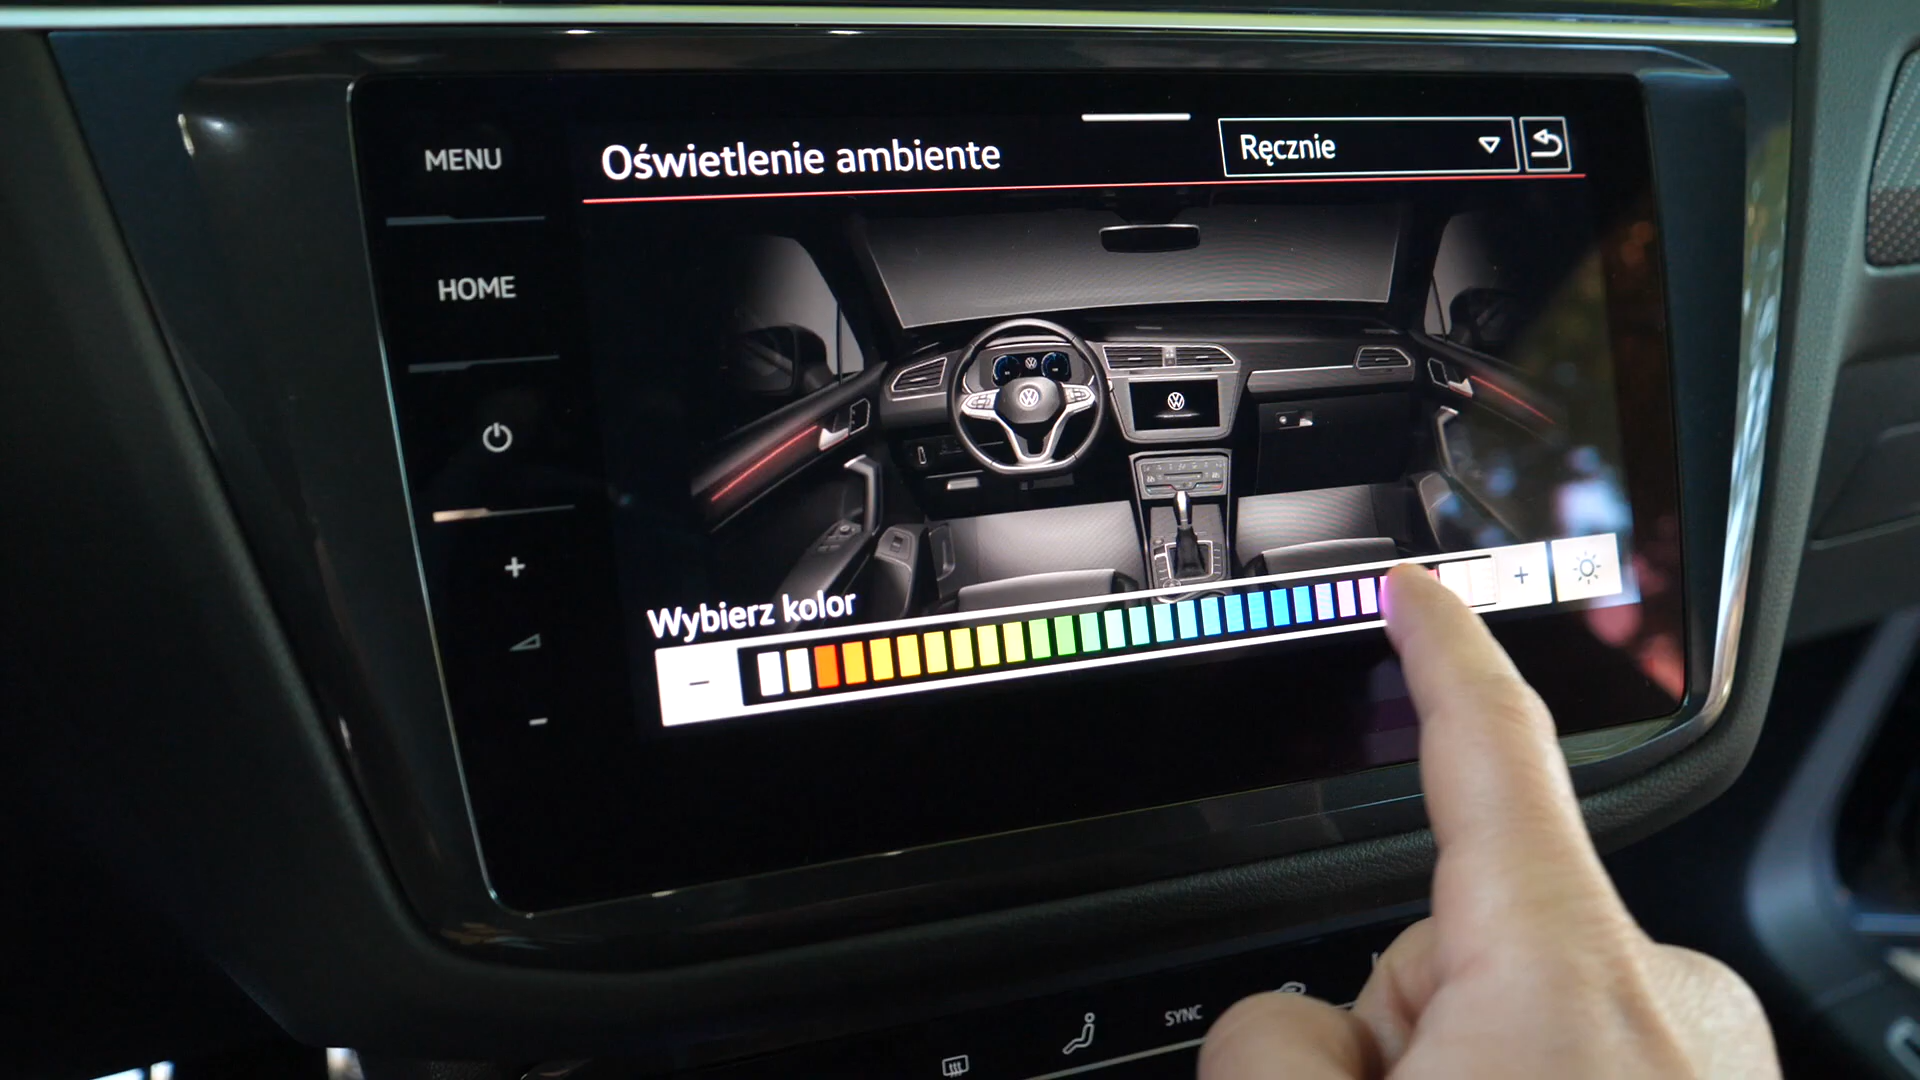 MENU
Oświetlenie ambiente
Ręcznie
HOME
+
Wybierz kolor
−
+
−
SYNC